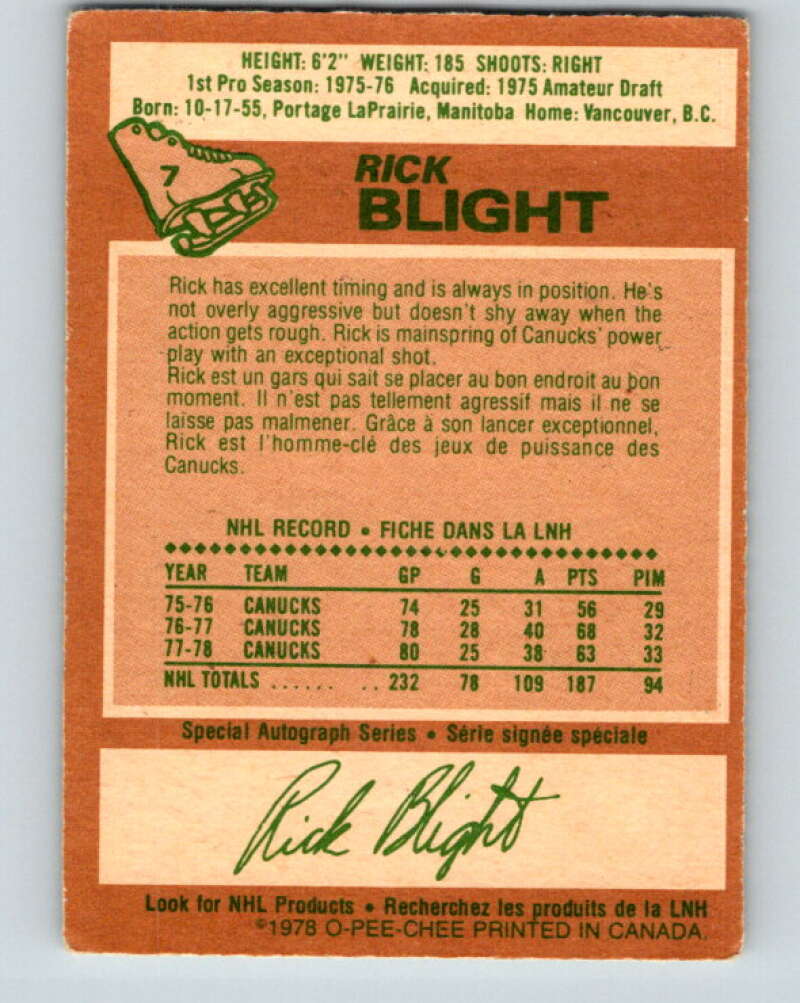 HEIGHT: 6'2" WEIGHT: 185 SHOOTS: RIGHT
1st Pro Season: 1975-76 Acquired: 1975 Amateur Draft
Born: 10-17-55, Portage LaPrairie, Manitoba Home: Vancouver, B.C.
7
RICK
BLIGHT
Rick has excellent timing and is always in position. He's
not overly aggressive but doesn't shy away when the
action gets rough. Rick is mainspring of Canucks' power
play with an exceptional shot.
Rick est un gars qui sait se placer au bon endroit au bon
moment. Il n'est pas tellement agressif mais il ne se
laisse pas malmener. Grâce à son lancer exceptionnel,
Rick est l'homme-clé des jeux de puissance des
Canucks.
NHL RECORD • FICHE DANS LA LNH
YEAR TEAM GP G A PTS PIM
75-76 CANUCKS 74 25 31 56 29
76-77 CANUCKS 78 28 40 68 32
77-78 CANUCKS 80 25 38 63 33
NHL TOTALS ...... .. 232 78 109 187 94
Special Autograph Series • Série signée spéciale
Rick Blight
Look for NHL Products • Recherchez les produits de la LNH
©1978 O-PEE-CHEE PRINTED IN CANADA.